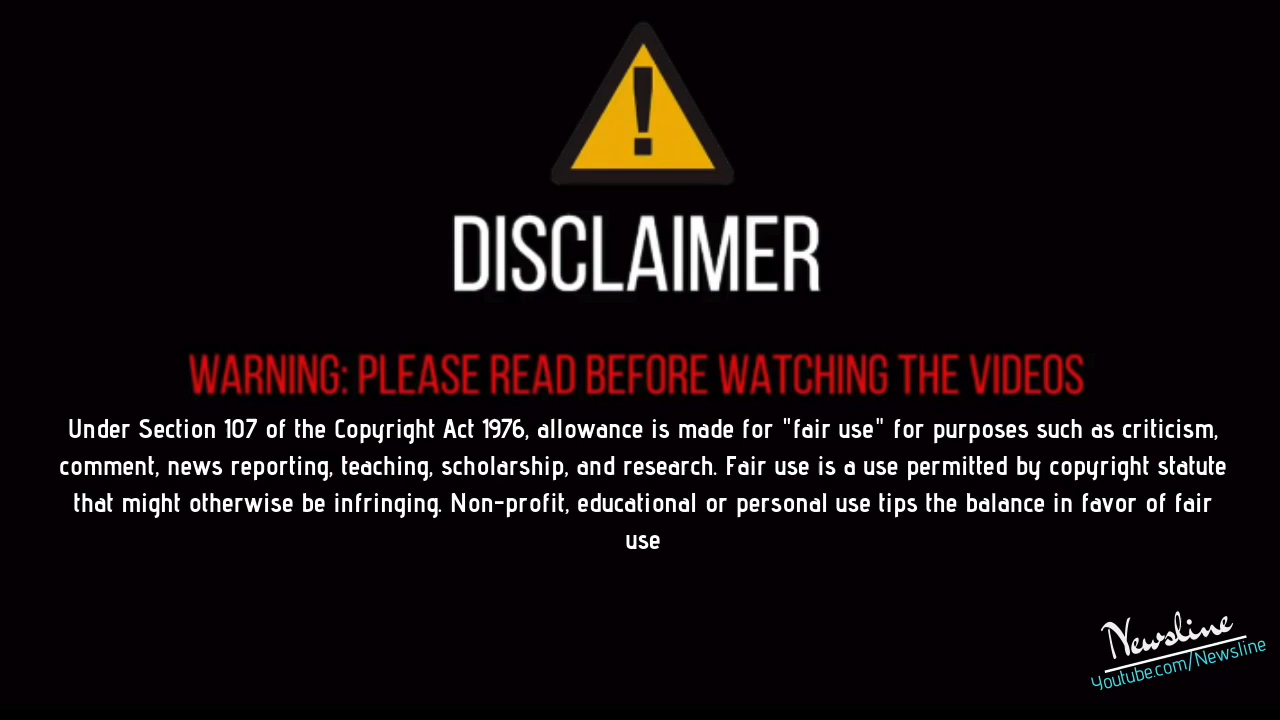 !
DISCLAIMER
WARNING: PLEASE READ BEFORE WATCHING THE VIDEOS
Under Section 107 of the Copyright Act 1976, allowance is made for "fair use" for purposes such as criticism,
comment, news reporting, teaching, scholarship, and research. Fair use is a use permitted by copyright statute
that might otherwise be infringing. Non-profit, educational or personal use tips the balance in favor of fair
use
Newsline
Youtube.com/Newsline